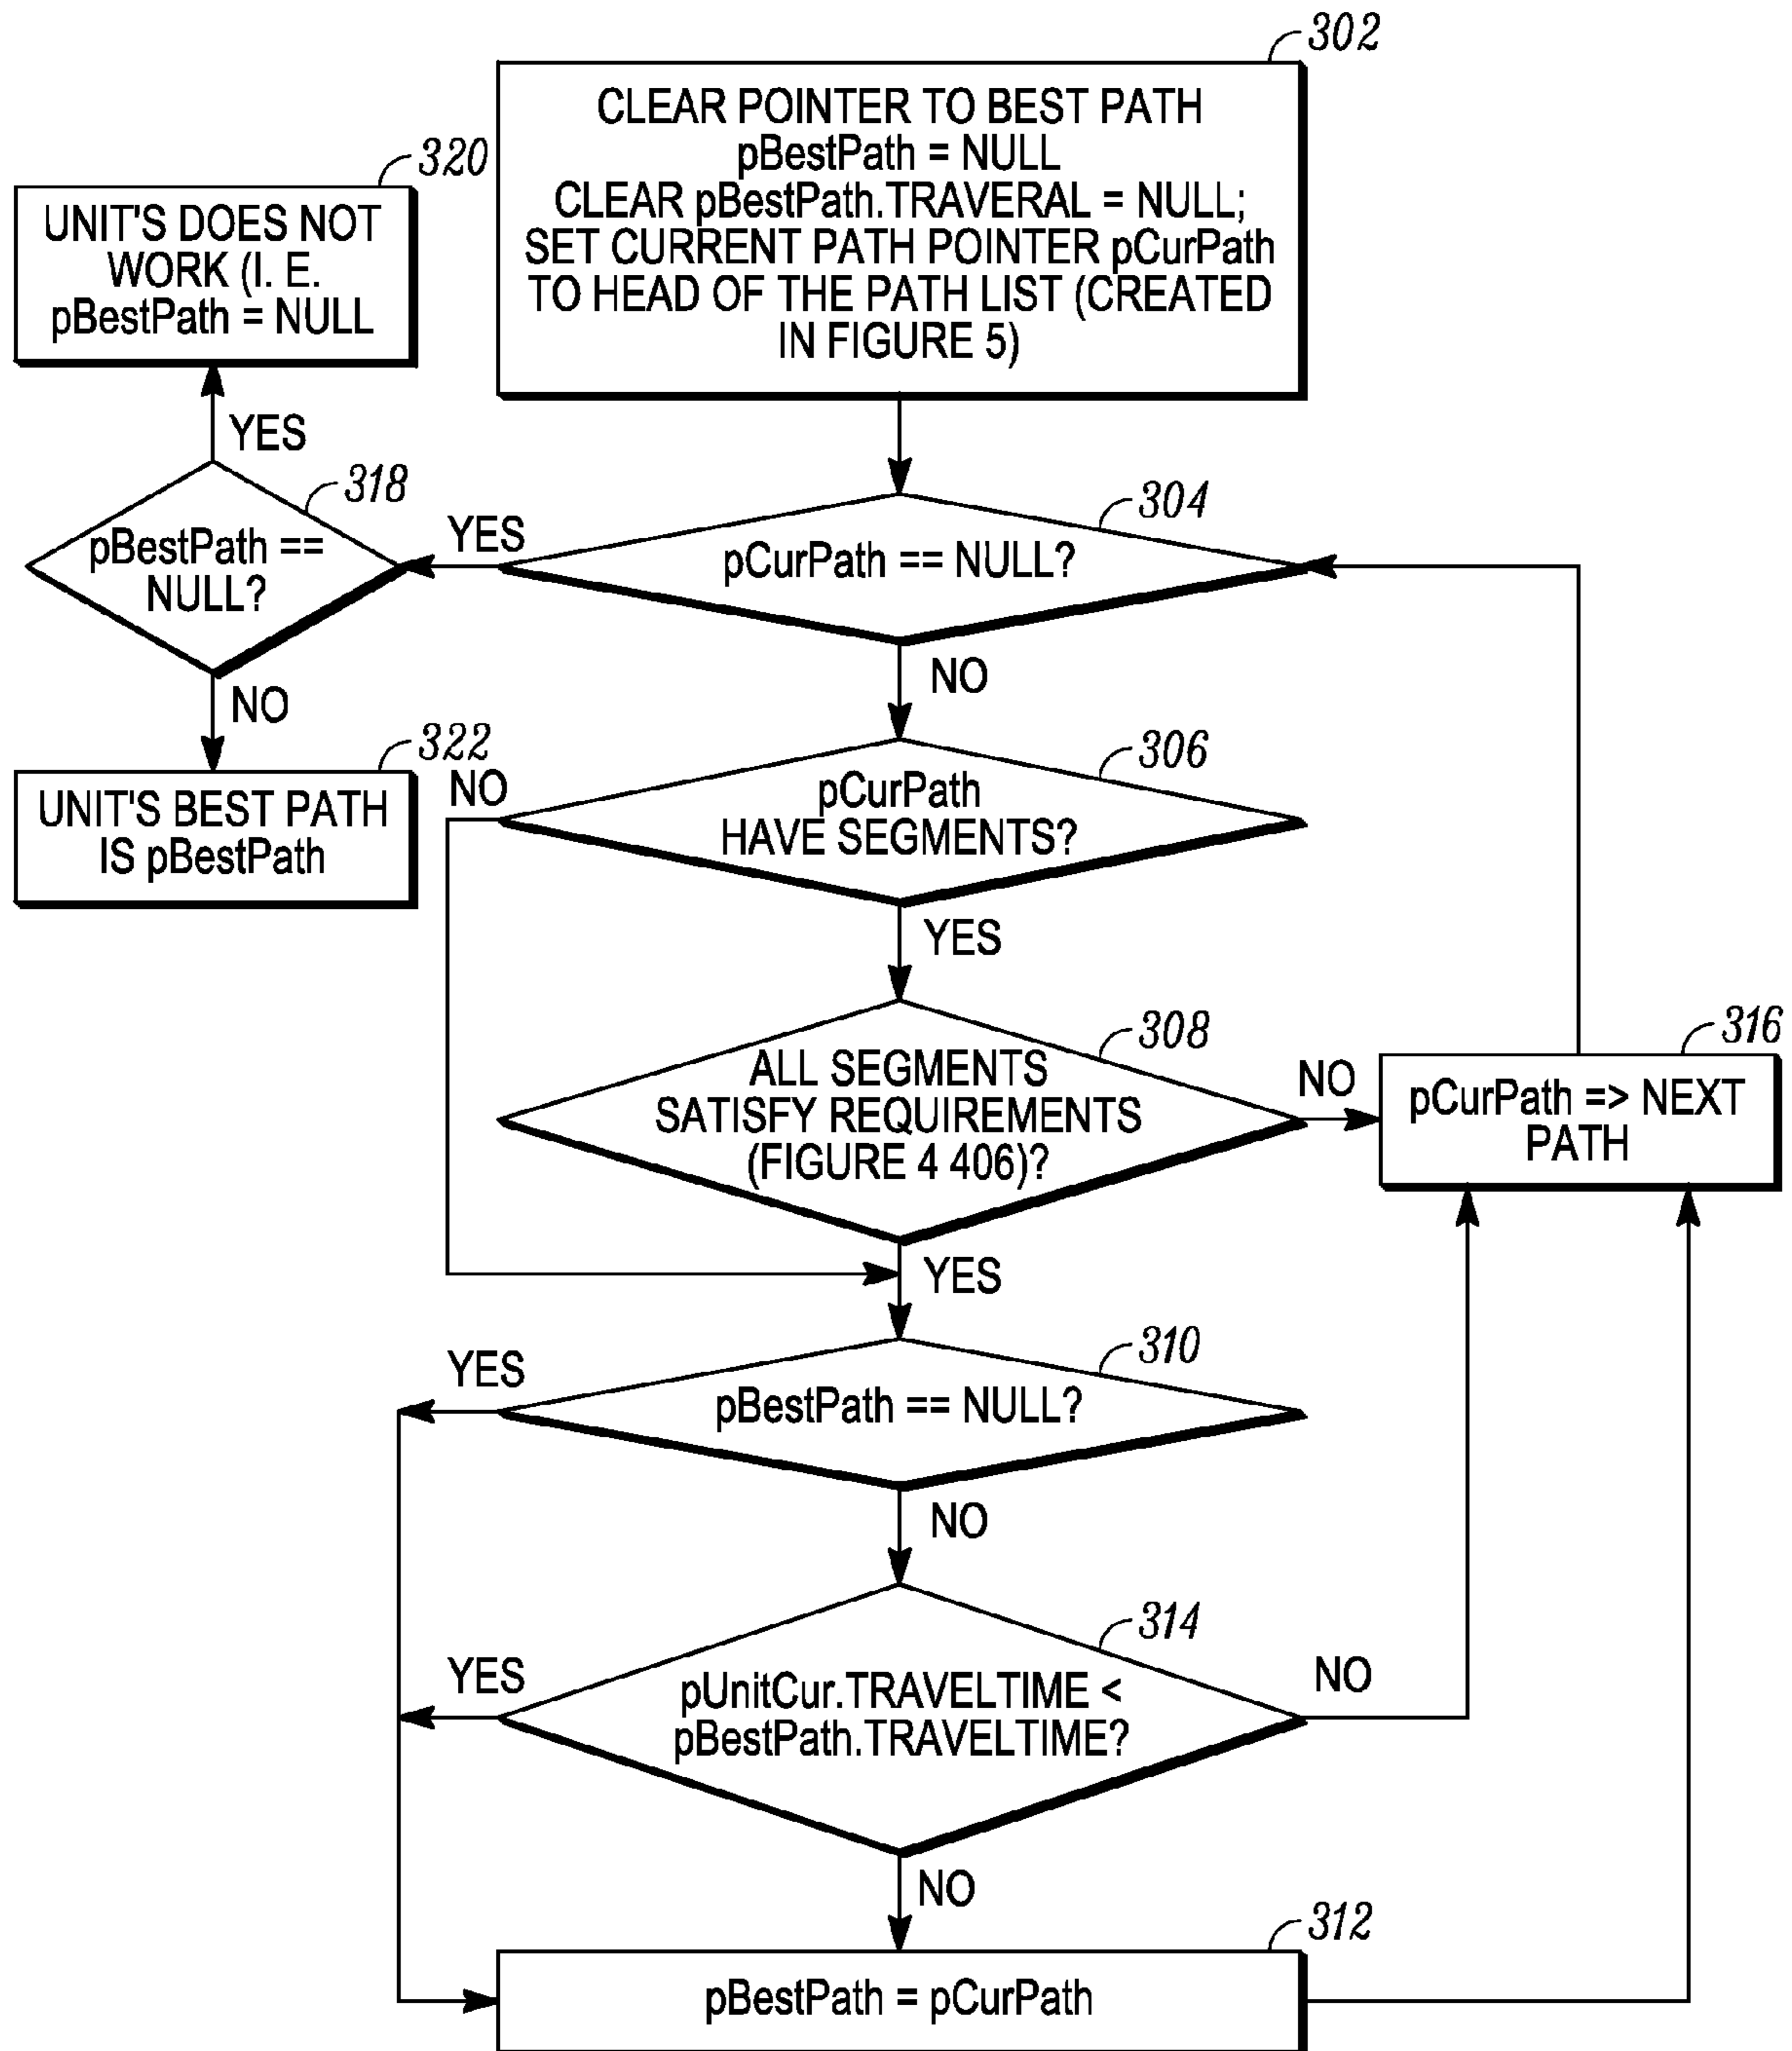 302
CLEAR POINTER TO BEST PATH
pBestPath = NULL
CLEAR pBestPath.TRAVERAL = NULL;
SET CURRENT PATH POINTER pCurPath
TO HEAD OF THE PATH LIST (CREATED
IN FIGURE 5)
320
UNIT'S DOES NOT
WORK (I. E.
pBestPath = NULL
YES
318
pBestPath ==
NULL?
YES
304
pCurPath == NULL?
NO
NO
322
UNIT'S BEST PATH
IS pBestPath
NO
306
pCurPath
HAVE SEGMENTS?
YES
308
ALL SEGMENTS
SATISFY REQUIREMENTS
(FIGURE 4 406)?
NO
316
pCurPath => NEXT
PATH
YES
310
YES
pBestPath == NULL?
NO
314
YES
pUnitCur.TRAVELTIME <
pBestPath.TRAVELTIME?
NO
NO
312
pBestPath = pCurPath